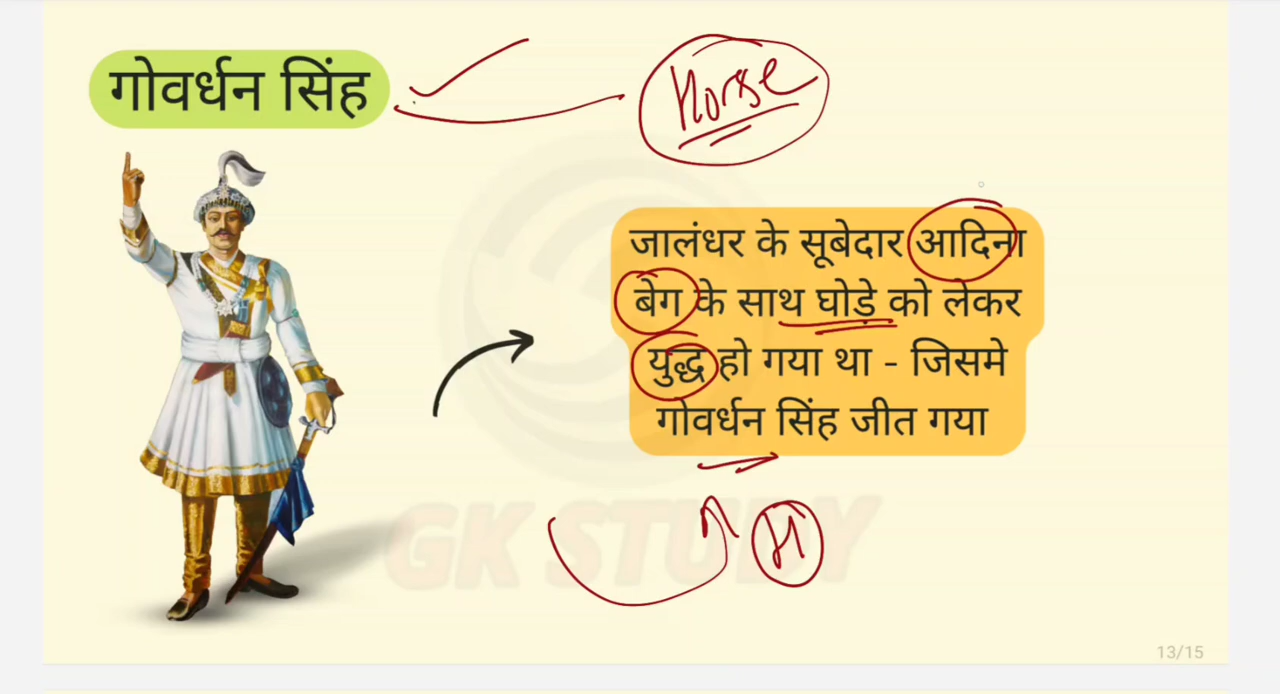 गोवर्धन सिंह
Horse
जालंधर के सूबेदार आदिना
बेग के साथ घोडे को लेकर
युद्ध हो गया था - जिसमे
गोवर्धन सिंह जीत गया
GK STUDY
13/15